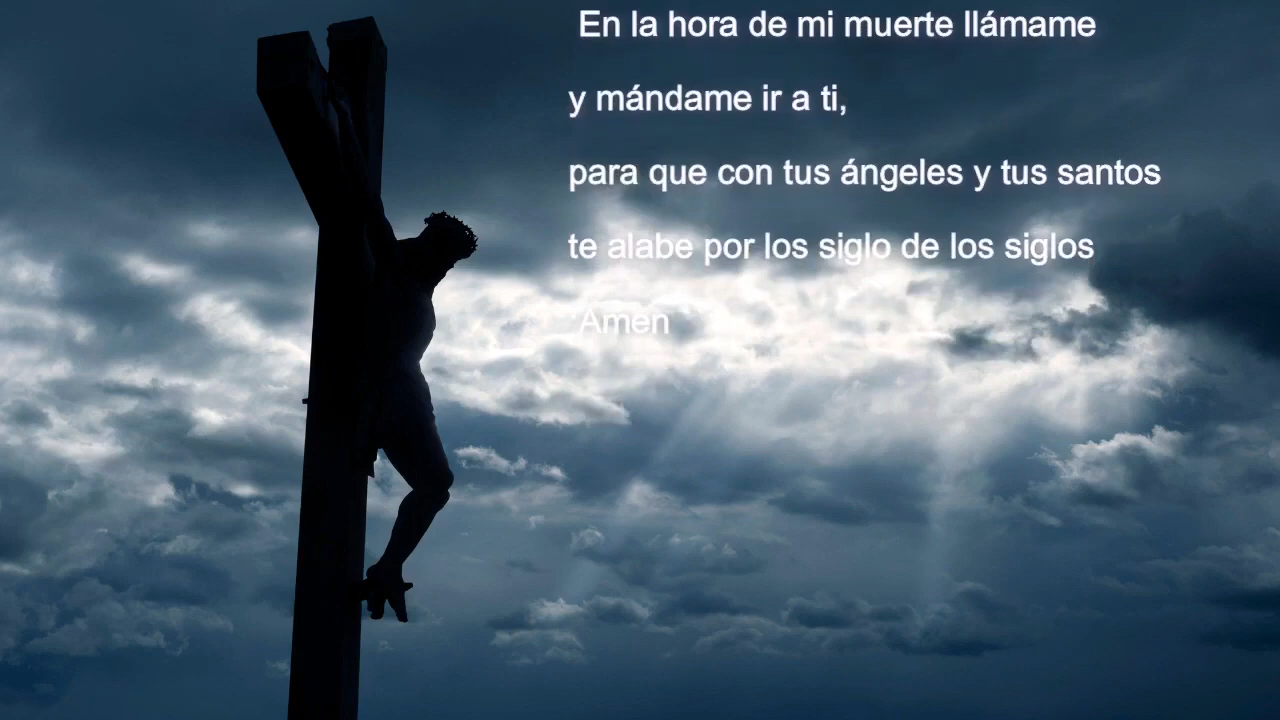 En la hora de mi muerte llámame
y mándame ir a ti,
para que con tus ángeles y tus santos
te alabe por los siglo de los siglos
Amen